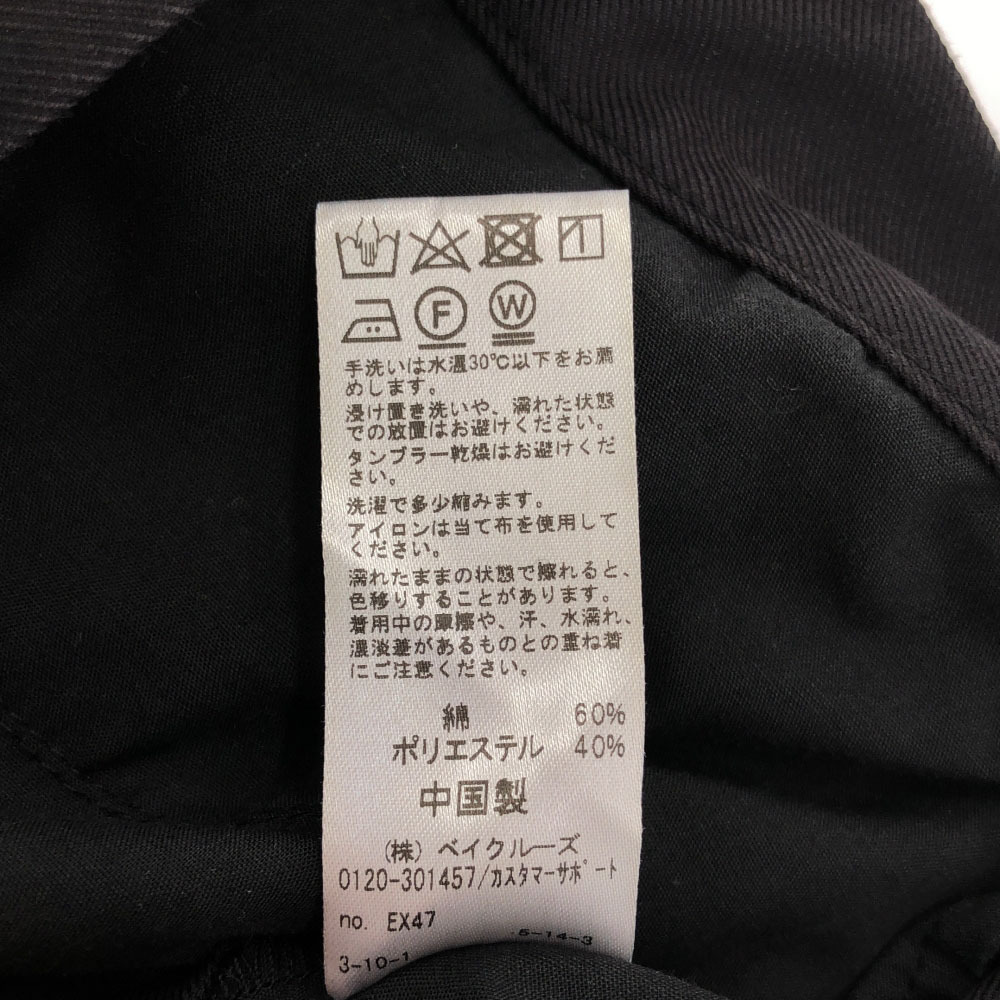 F W
手洗いは水温30℃以下をお薦
めします。
浸け置き洗いや、濡れた状態
での放置はお避けください。
タンブラー乾燥はお避けくだ
さい。
洗濯で多少縮みます。
アイロンは当て布を使用して
ください。
濡れたままの状態で擦れると、
色移りすることがあります。
着用中の摩擦や、汗、水濡れ、
濃淡差があるものとの重ね着
にご注意ください。
綿 60%
ポリエステル 40%
中国製
(株) ベイクルーズ
0120-301457/カスタマーサポート
no. EX47
5-14-3
3-10-1